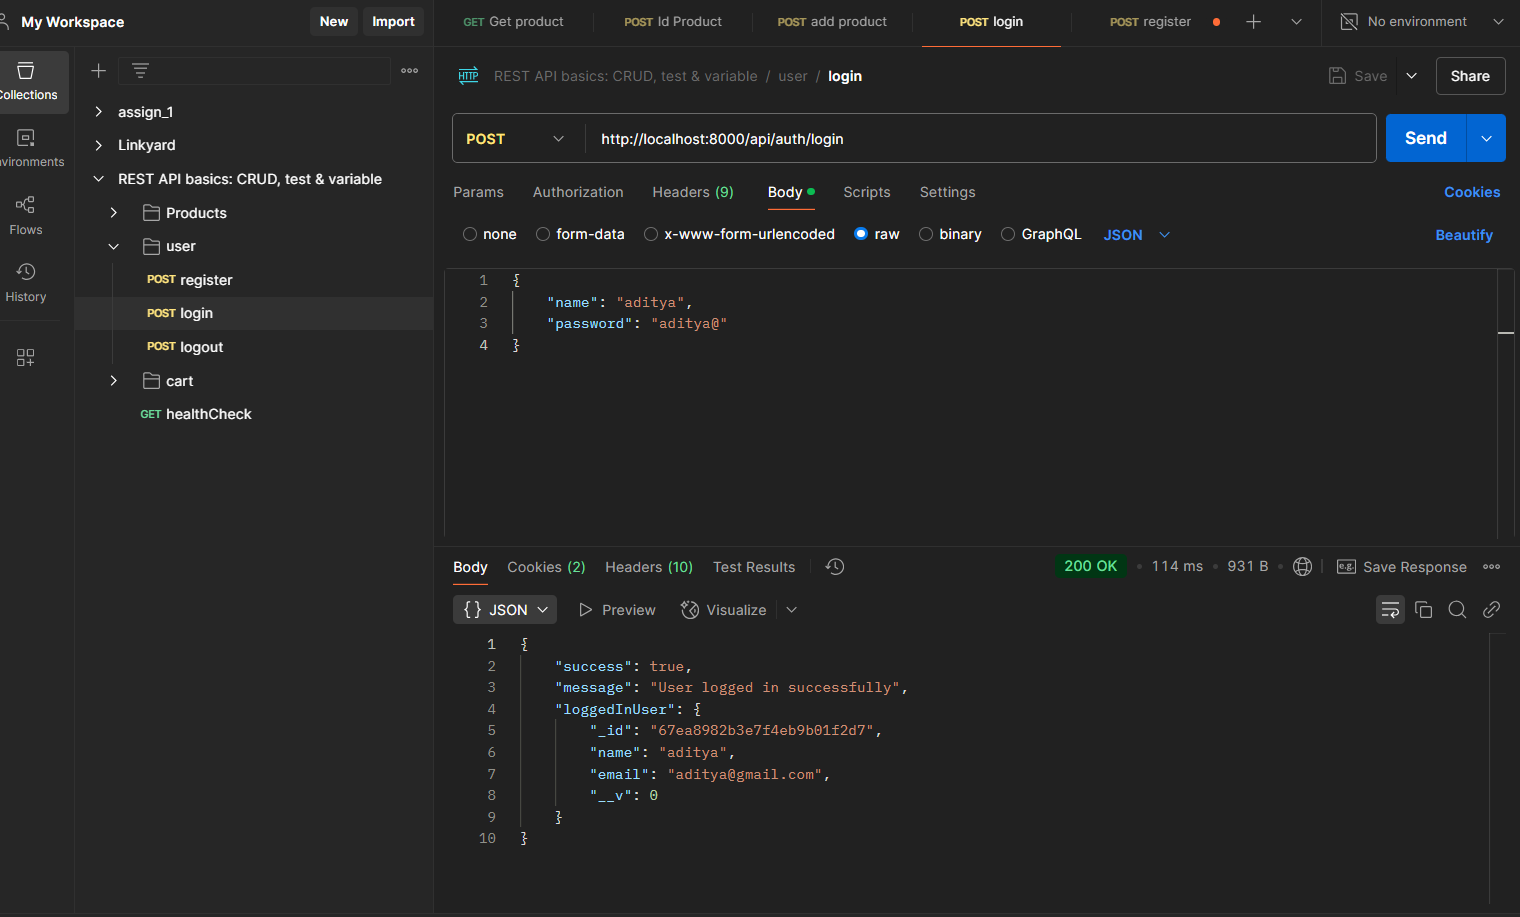 My Workspace
New
Import
GET Get product
POST Id Product
POST add product
POST login
POST register
No environment
Collections
Environments
Flows
History
assign_1
Linkyard
REST API basics: CRUD, test & variable
Products
user
POST register
POST login
POST logout
cart
GET healthCheck
HTTP REST API basics: CRUD, test & variable / user / login
Save
Share
POST
http://localhost:8000/api/auth/login
Send
Params
Authorization
Headers (9)
Body
Scripts
Settings
Cookies
none
form-data
x-www-form-urlencoded
raw
binary
GraphQL
JSON
Beautify
1 {
2 "name": "aditya",
3 "password": "aditya@"
4 }
Body
Cookies (2)
Headers (10)
Test Results
200 OK
114 ms
931 B
e.g. Save Response
{} JSON
Preview
Visualize
1 {
2 "success": true,
3 "message": "User logged in successfully",
4 "loggedInUser": {
5 "_id": "67ea8982b3e7f4eb9b01f2d7",
6 "name": "aditya",
7 "email": "aditya@gmail.com",
8 "__v": 0
9 }
10 }